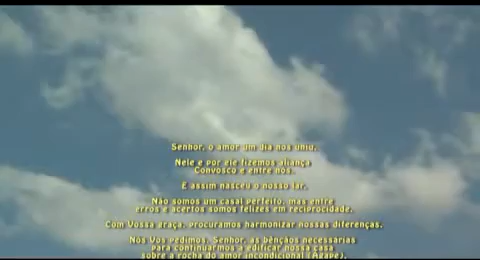 Senhor, o amor um dia nos uniu.
Nele e por ele fizemos aliança
Convosco e entre nós.
E assim nasceu o nosso lar.
Não somos um casal perfeito, mas entre
erros e acertos somos felizes em reciprocidade.
Com Vossa graça, procuramos harmonizar nossas diferenças.
Nós Vos pedimos, Senhor, as bênçãos necessárias
para continuarmos a edificar nossa casa
sobre a rocha do amor incondicional (Ágape).